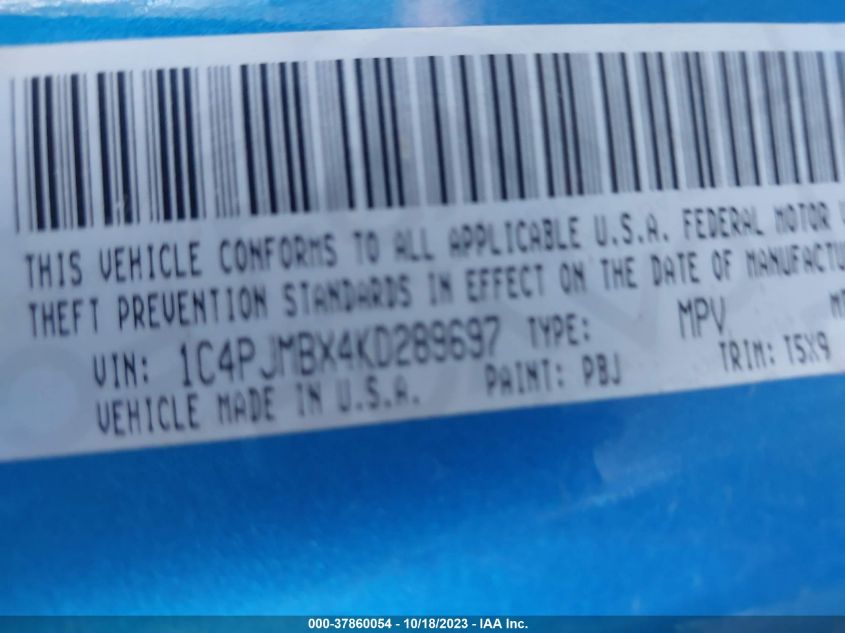 THIS VEHICLE CONFORMS TO ALL APPLICABLE U.S.A. FEDERAL MOTOR V
THEFT PREVENTION STANDARDS IN EFFECT ON THE DATE OF MANUFACTU
VIN: 1C4PJMBX4KD289697 TYPE: MPV
VEHICLE MADE IN U.S.A. PAINT: PBJ TRIM: T5X9
000-37860054 - 10/18/2023 - IAA Inc.